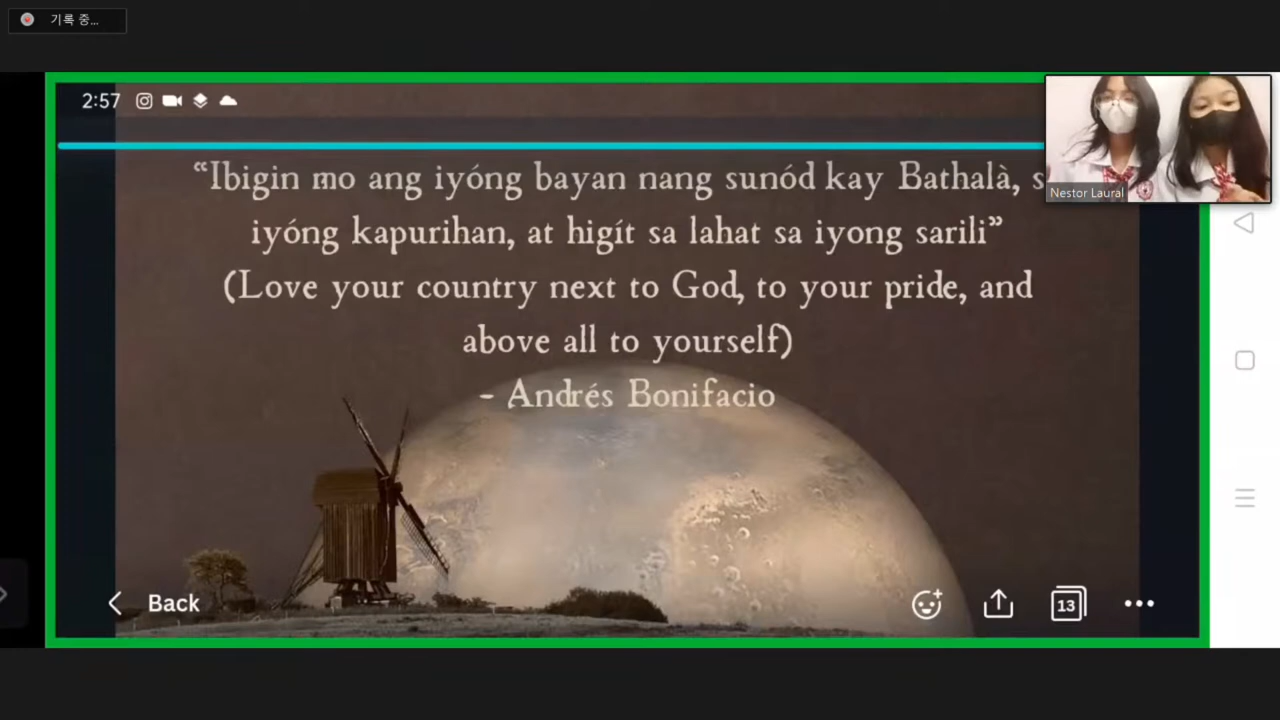 기록 중...
2:57
Nestor Laural
“Ibigin mo ang iyóng bayan nang sunód kay Bathalà, s
iyóng kapurihan, at higít sa lahat sa iyong sarili”
(Love your country next to God, to your pride, and
above all to yourself)
- Andrés Bonifacio
Back
13